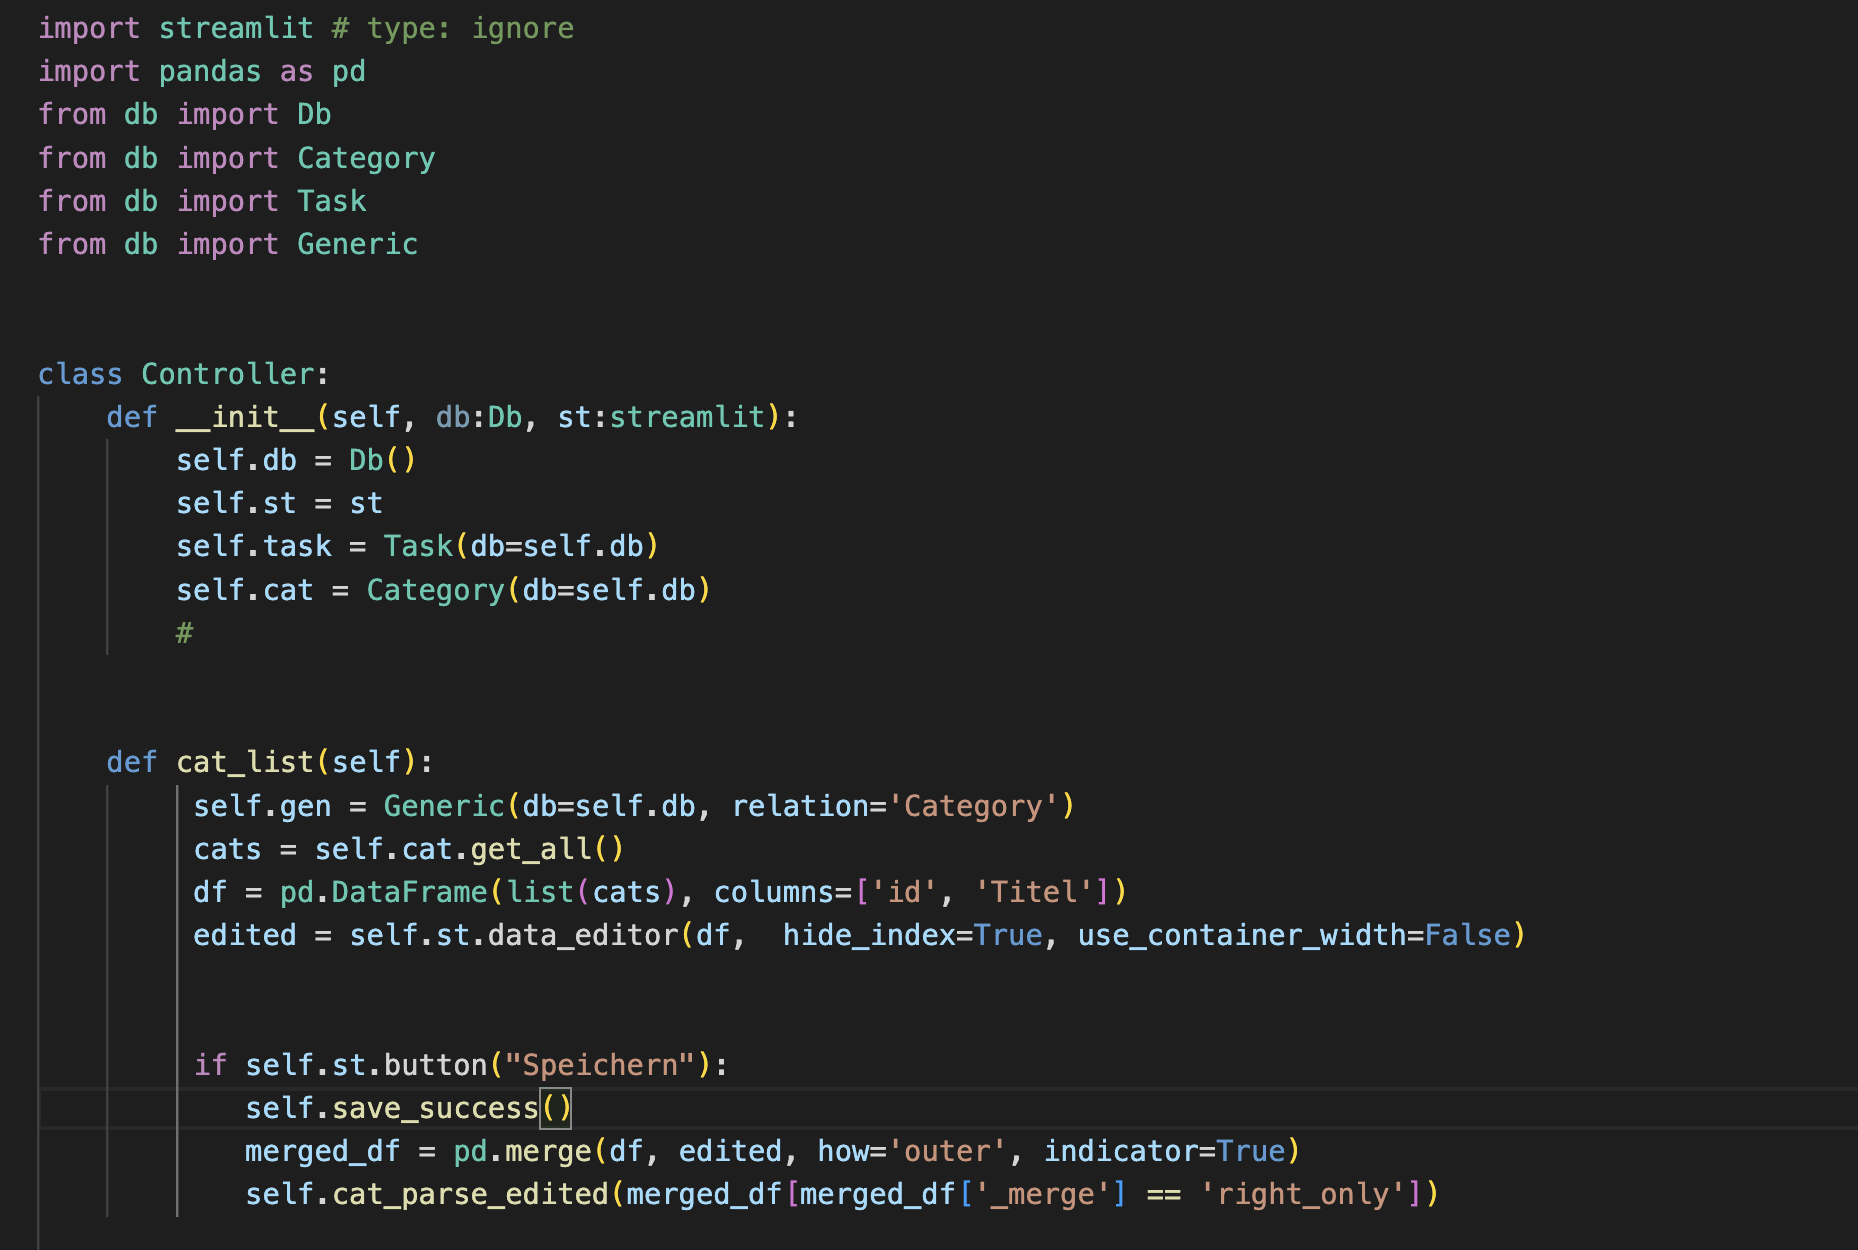 import streamlit # type: ignore
import pandas as pd
from db import Db
from db import Category
from db import Task
from db import Generic
class Controller:
    def __init__(self, db:Db, st:streamlit):
        self.db = Db()
        self.st = st
        self.task = Task(db=self.db)
        self.cat = Category(db=self.db)
        #
    def cat_list(self):
         self.gen = Generic(db=self.db, relation='Category')
         cats = self.cat.get_all()
         df = pd.DataFrame(list(cats), columns=['id', 'Titel'])
         edited = self.st.data_editor(df,  hide_index=True, use_container_width=False)
         if self.st.button("Speichern"):
            self.save_success()
            merged_df = pd.merge(df, edited, how='outer', indicator=True)
            self.cat_parse_edited(merged_df[merged_df['_merge'] == 'right_only'])